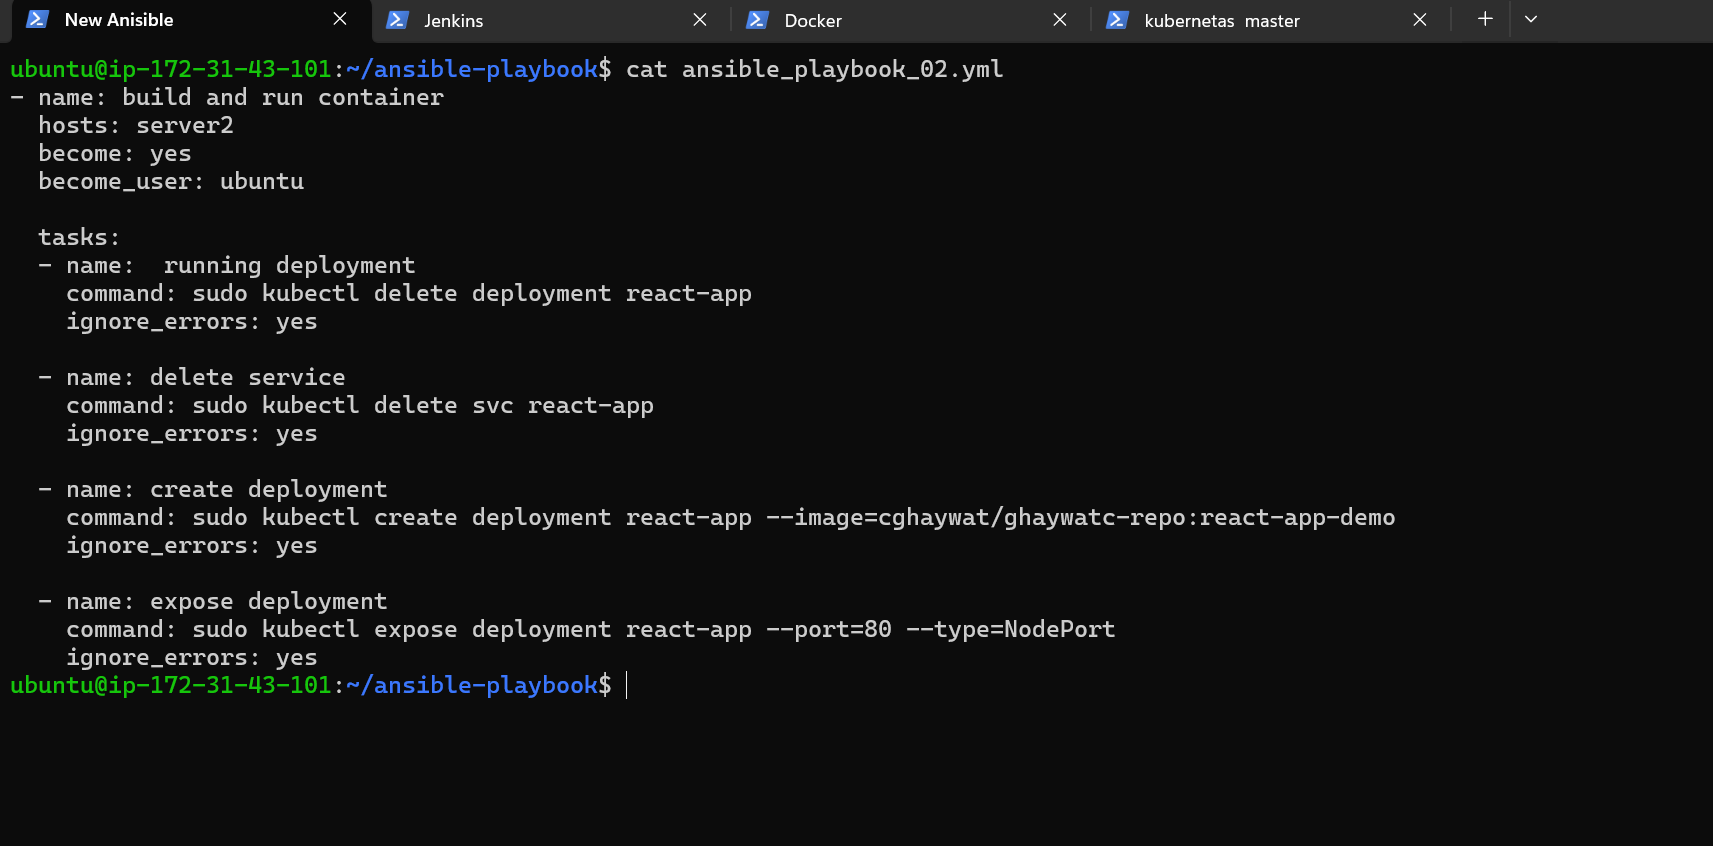 New Anisible
Jenkins
Docker
kubernetas master
ubuntu@ip-172-31-43-101:~/ansible-playbook$ cat ansible_playbook_02.yml
- name: build and run container
  hosts: server2
  become: yes
  become_user: ubuntu

  tasks:
  - name:  running deployment
    command: sudo kubectl delete deployment react-app
    ignore_errors: yes

  - name: delete service
    command: sudo kubectl delete svc react-app
    ignore_errors: yes

  - name: create deployment
    command: sudo kubectl create deployment react-app --image=cghaywat/ghaywatc-repo:react-app-demo
    ignore_errors: yes

  - name: expose deployment
    command: sudo kubectl expose deployment react-app --port=80 --type=NodePort
    ignore_errors: yes
ubuntu@ip-172-31-43-101:~/ansible-playbook$